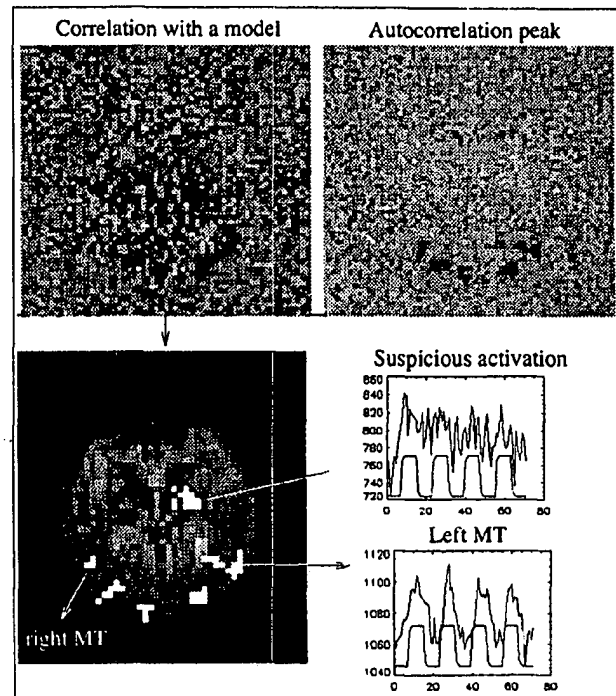 Correlation with a model
Autocorrelation peak
Suspicious activation
860
840
820
800
780
760
740
720
0 20 40 60 80
Left MT
1120
1100
1080
1060
1040
0 20 40 60 80
right MT